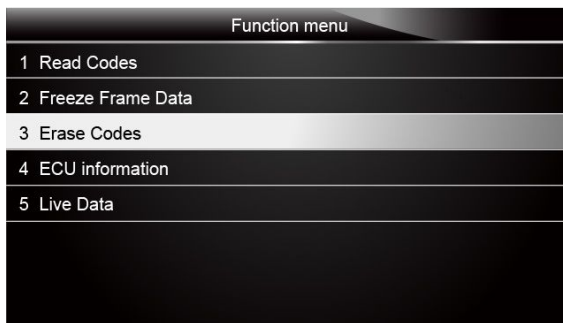 Function menu
1 Read Codes
2 Freeze Frame Data
3 Erase Codes
4 ECU information
5 Live Data